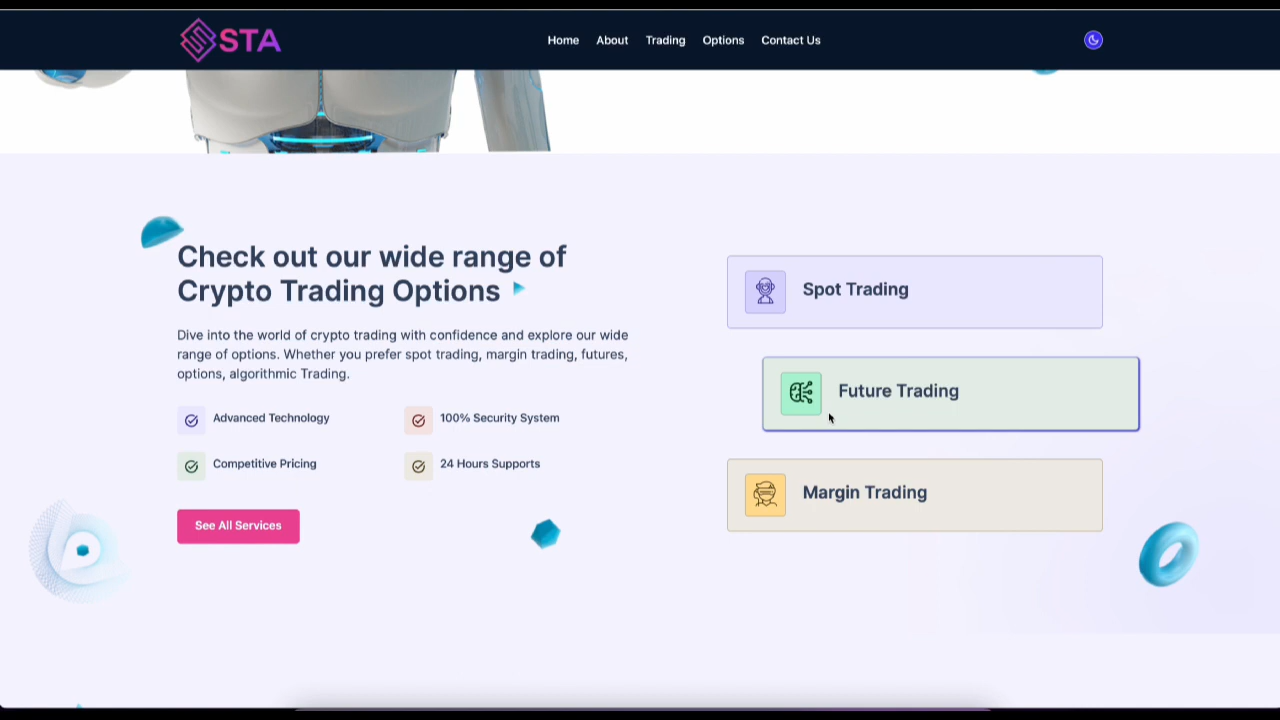 STA
Home About Trading Options Contact Us
Check out our wide range of
Crypto Trading Options
Dive into the world of crypto trading with confidence and explore our wide
range of options. Whether you prefer spot trading, margin trading, futures,
options, algorithmic Trading.
Advanced Technology
100% Security System
Competitive Pricing
24 Hours Supports
See All Services
Spot Trading
Future Trading
Margin Trading